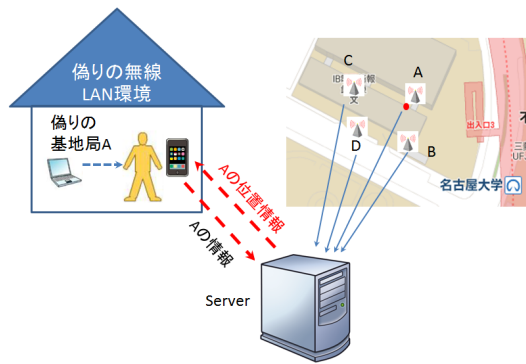 偽りの無線
LAN環境
偽りの
基地局A
Aの位置情報
Aの情報
Server
C
A
D
B
出入口3
名古屋大学